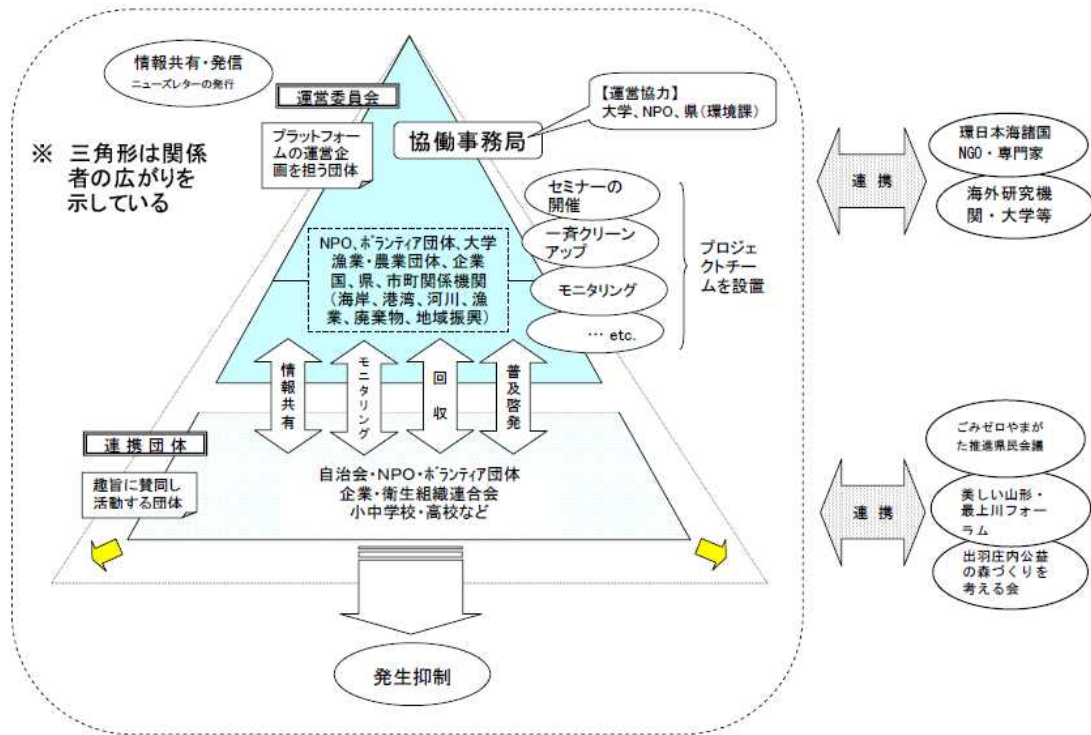 情報共有・発信
ニューズレターの発行
運営委員会
プラットフォー
ムの運営企
画を担う団体
【運営協力】
大学、NPO、県（環境課）
協働事務局
※ 三角形は関係
者の広がりを
示している
セミナーの
開催
一斉クリーン
アップ
モニタリング
… etc.
プロジェ
クトチー
ムを設置
NPO、ボランティア団体、大学
漁業・農業団体、企業
国、県、市町関係機関
（海岸、港湾、河川、漁
業、廃棄物、地域振興）
情報共有
モニタリング
回収
普及啓発
連携団体
趣旨に賛同し
活動する団体
自治会・NPO・ボランティア団体
企業・衛生組織連合会
小中学校・高校など
発生抑制
連携
環日本海諸国
NGO・専門家
海外研究機
関・大学等
連携
ごみゼロやまが
た推進県民会議
美しい山形・
最上川フォー
ラム
出羽庄内公益
の森づくりを
考える会